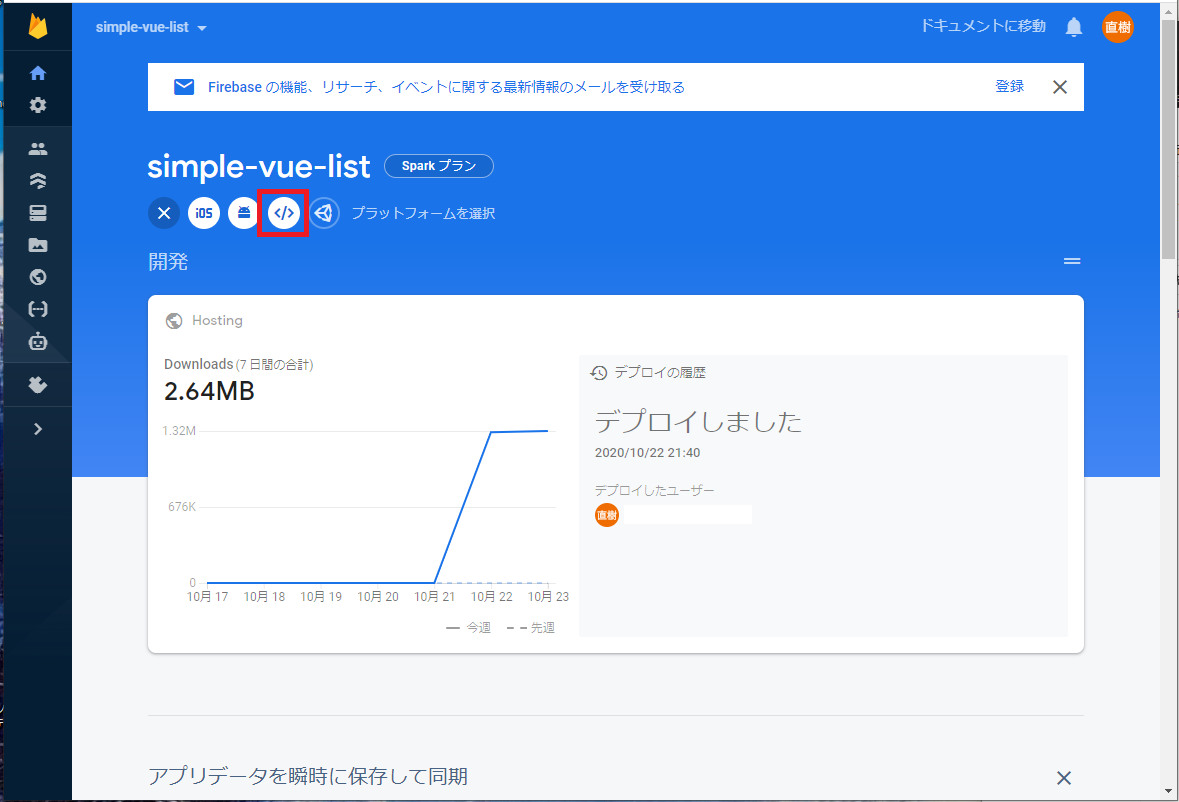 simple-vue-list
ドキュメントに移動
直樹
Firebase の機能、リサーチ、イベントに関する最新情報のメールを受け取る
登録
simple-vue-list
Spark プラン
iOS
</>
プラットフォームを選択
開発
Hosting
Downloads (7 日間の合計)
2.64MB
1.32M
676K
0
10月 17
10月 18
10月 19
10月 20
10月 21
10月 22
10月 23
今週
先週
デプロイの履歴
デプロイしました
2020/10/22 21:40
デプロイしたユーザー
直樹
アプリデータを瞬時に保存して同期